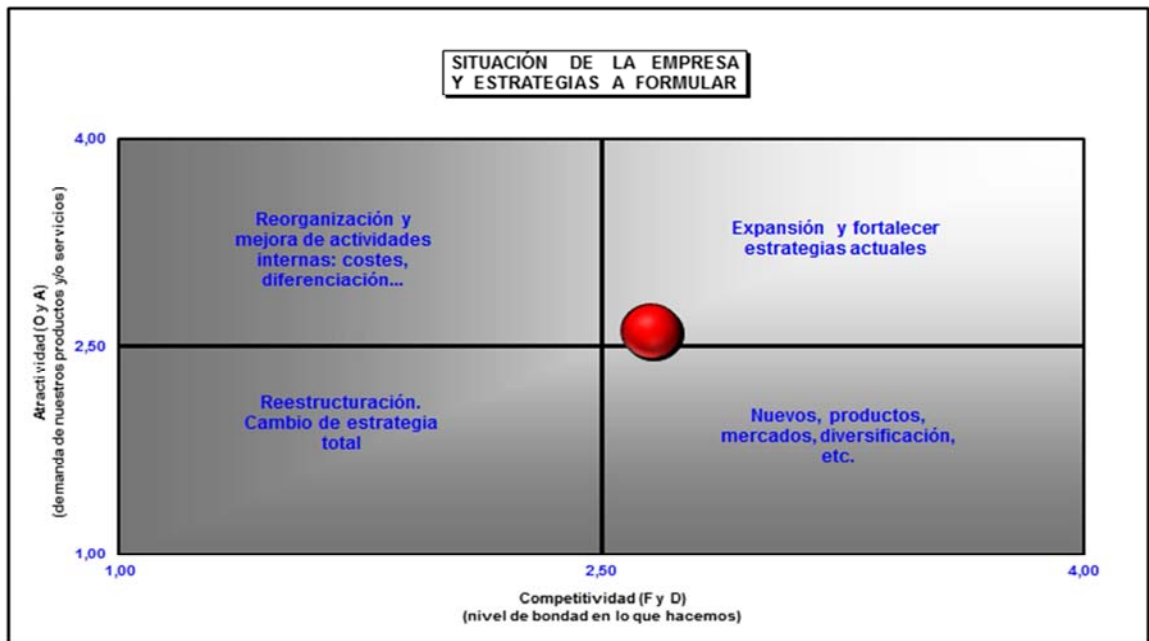 SITUACIÓN DE LA EMPRESA
Y ESTRATEGIAS A FORMULAR
4,00
Reorganización y
mejora de actividades
internas: costes,
diferenciación...
Expansión y fortalecer
estrategias actuales
Atractividad (O y A)
(demanda de nuestros productos y/o servicios)
2,50
Reestructuración.
Cambio de estrategia
total
Nuevos, productos,
mercados, diversificación,
etc.
1,00
1,00
2,50
4,00
Competitividad (F y D)
(nivel de bondad en lo que hacemos)